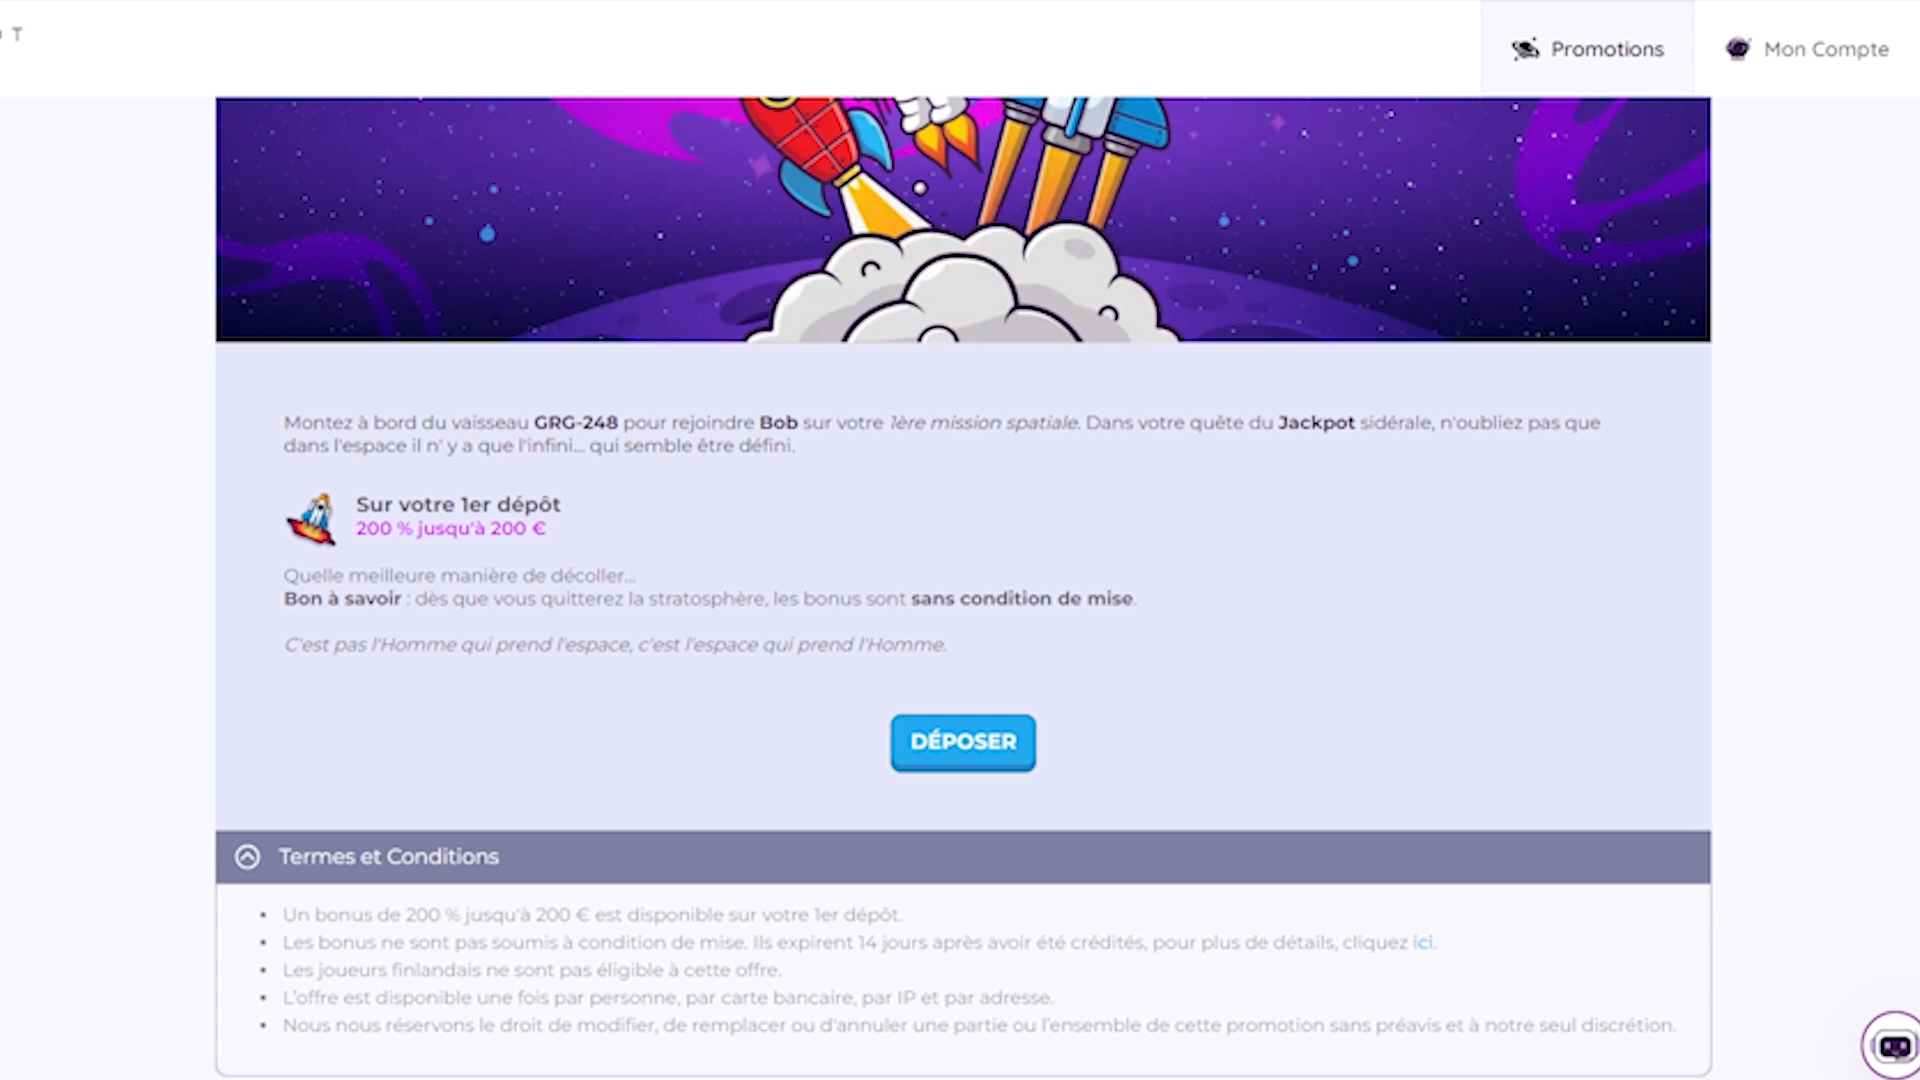 T
Promotions
Mon Compte
Montez à bord du vaisseau GRG-248 pour rejoindre Bob sur votre 1ère mission spatiale. Dans votre quête du Jackpot sidérale, n'oubliez pas que
dans l'espace il n' y a que l'infini... qui semble être défini.
Sur votre 1er dépôt
200 % jusqu'à 200 €
Quelle meilleure manière de décoller...
Bon à savoir : dès que vous quitterez la stratosphère, les bonus sont sans condition de mise.
C'est pas l'Homme qui prend l'espace, c'est l'espace qui prend l'Homme.
DÉPOSER
Termes et Conditions
• Un bonus de 200 % jusqu'à 200 € est disponible sur votre 1er dépôt.
• Les bonus ne sont pas soumis à condition de mise. Ils expirent 14 jours après avoir été crédités, pour plus de détails, cliquez ici.
• Les joueurs finlandais ne sont pas éligible à cette offre.
• L'offre est disponible une fois par personne, par carte bancaire, par IP et par adresse.
• Nous nous réservons le droit de modifier, de remplacer ou d'annuler une partie ou l'ensemble de cette promotion sans préavis et à notre seul discrétion.